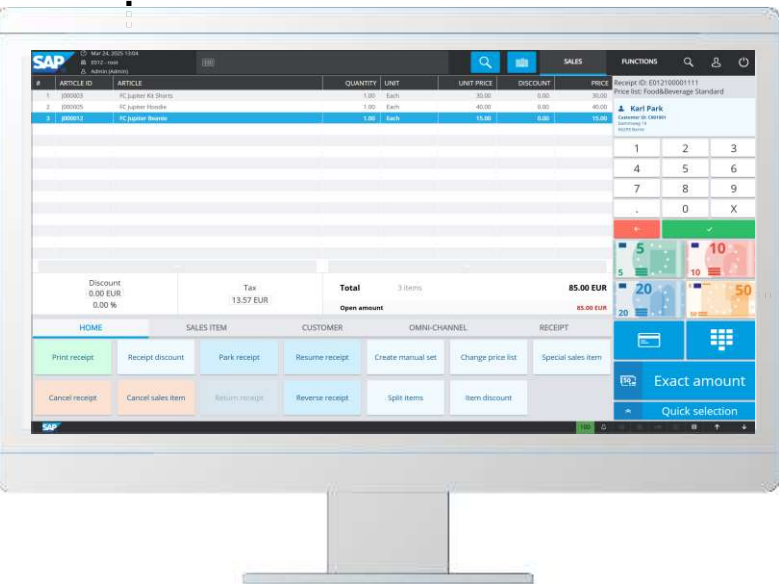 SAP
Mar 24, 2025 13:04
E012 - root
Admin (Admin)
SALES
FUNCTIONS
# ARTICLE ID ARTICLE QUANTITY UNIT UNIT PRICE DISCOUNT PRICE
1 J000003 FC Jupiter Kit Shorts 1.00 Each 30.00 0.00 30.00
2 J000005 FC Jupiter Hoodie 1.00 Each 40.00 0.00 40.00
3 J000012 FC Jupiter Beanie 1.00 Each 15.00 0.00 15.00
Receipt ID: E012100001111
Price list: Food&Beverage Standard
Karl Park
1 2 3
4 5 6
7 8 9
. 0 X
5 5 10 10
20 20 50 50
Discount
0.00 EUR
0.00 %
Tax
13.57 EUR
Total 3 items 85.00 EUR
Open amount 85.00 EUR
HOME SALES ITEM CUSTOMER OMNI-CHANNEL RECEIPT
Print receipt Receipt discount Park receipt Resume receipt Create manual set Change price list Special sales item
Cancel receipt Cancel sales item Return receipt Reverse receipt Split items Item discount
Exact amount
Quick selection
SAP
100